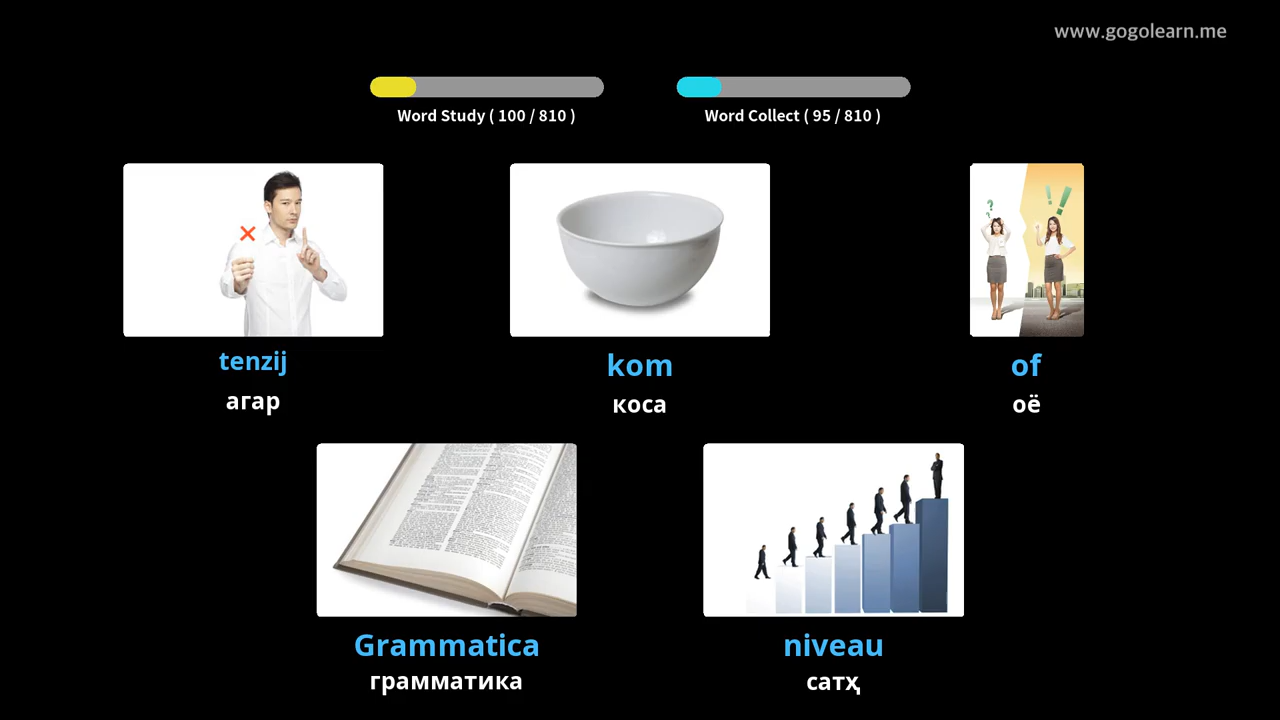 www.gogolearn.me
Word Study ( 100 / 810 )
Word Collect ( 95 / 810 )
tenzij
агар
kom
коса
of
оё
Grammatica
грамматика
niveau
сатҳ